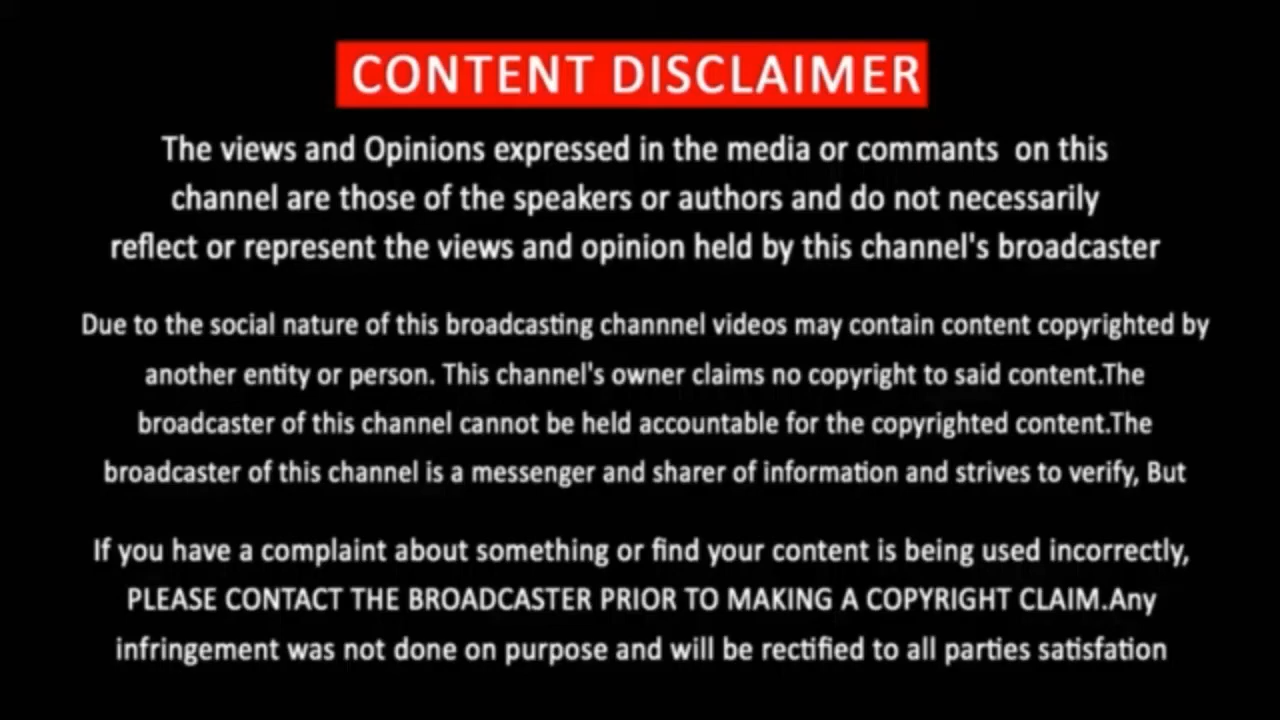 CONTENT DISCLAIMER
The views and Opinions expressed in the media or commants on this
channel are those of the speakers or authors and do not necessarily
reflect or represent the views and opinion held by this channel's broadcaster
Due to the social nature of this broadcasting channnel videos may contain content copyrighted by
another entity or person. This channel's owner claims no copyright to said content.The
broadcaster of this channel cannot be held accountable for the copyrighted content.The
broadcaster of this channel is a messenger and sharer of information and strives to verify, But
If you have a complaint about something or find your content is being used incorrectly,
PLEASE CONTACT THE BROADCASTER PRIOR TO MAKING A COPYRIGHT CLAIM.Any
infringement was not done on purpose and will be rectified to all parties satisfation